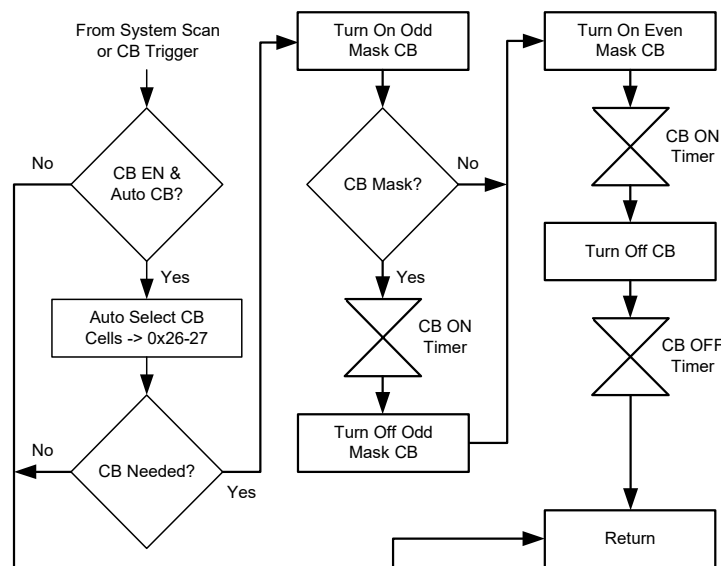 From System Scan
or CB Trigger
No
CB EN &
Auto CB?
Yes
Auto Select CB
Cells -> 0x26-27
No
CB Needed?
Yes
Turn On Odd
Mask CB
CB Mask?
No
Yes
CB ON
Timer
Turn Off Odd
Mask CB
Turn On Even
Mask CB
CB ON
Timer
Turn Off CB
CB OFF
Timer
Return